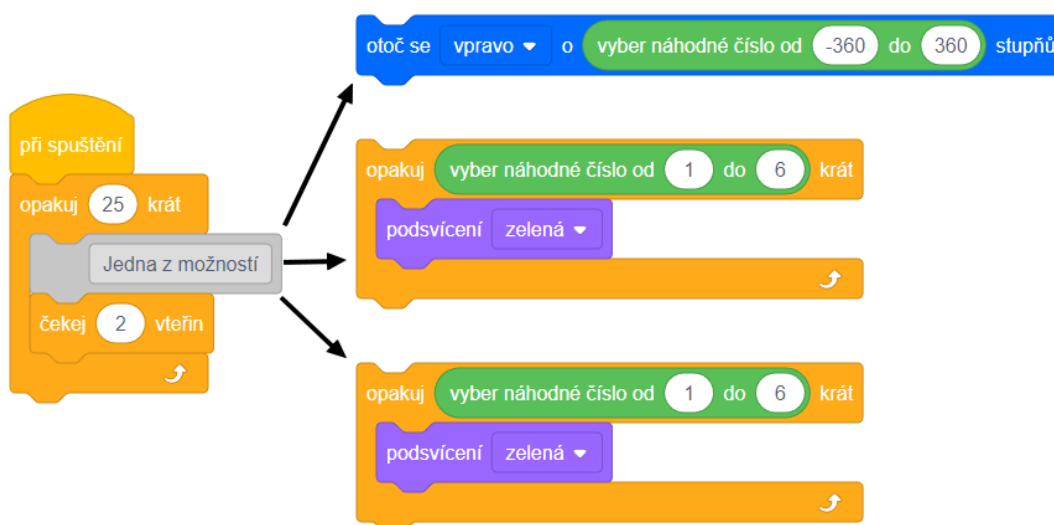 otoč se vpravo o vyber náhodné číslo od -360 do 360 stupňů
při spuštění
opakuj 25 krát
Jedna z možností
čekej 2 vteřin
opakuj vyber náhodné číslo od 1 do 6 krát
podsvícení zelená
opakuj vyber náhodné číslo od 1 do 6 krát
podsvícení zelená